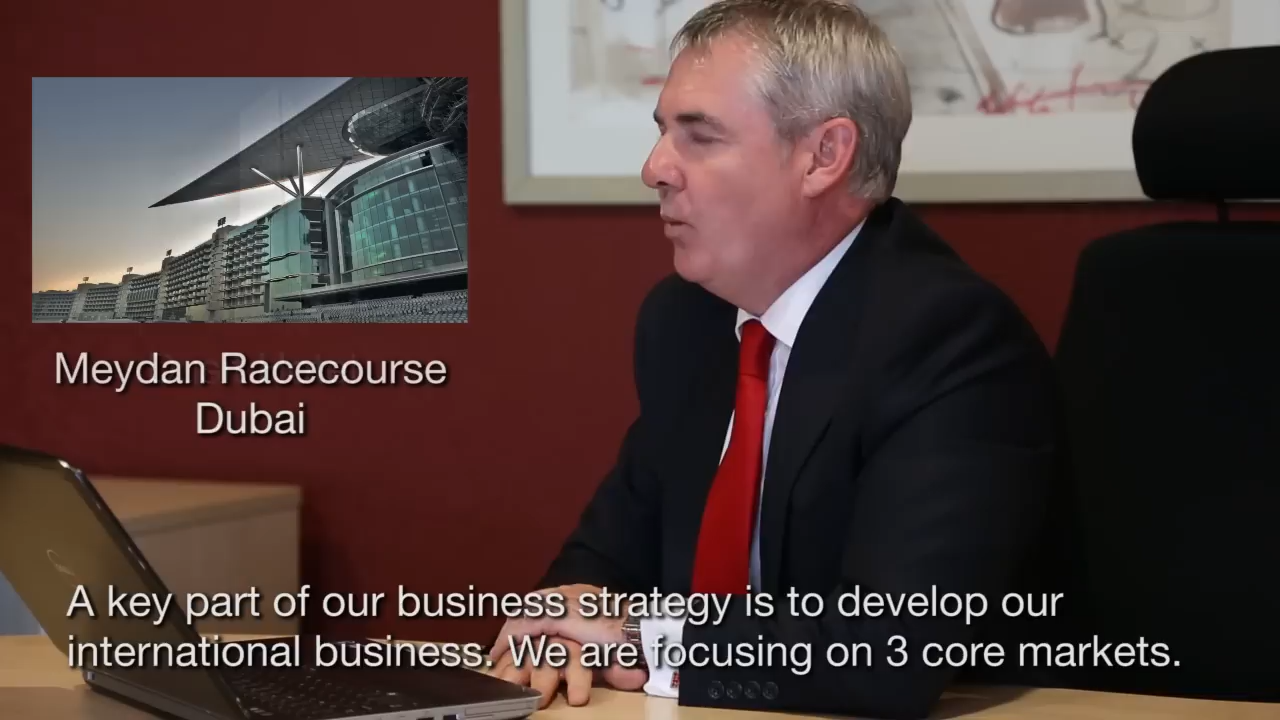 Meydan Racecourse
Dubai
A key part of our business strategy is to develop our
international business. We are focusing on 3 core markets.